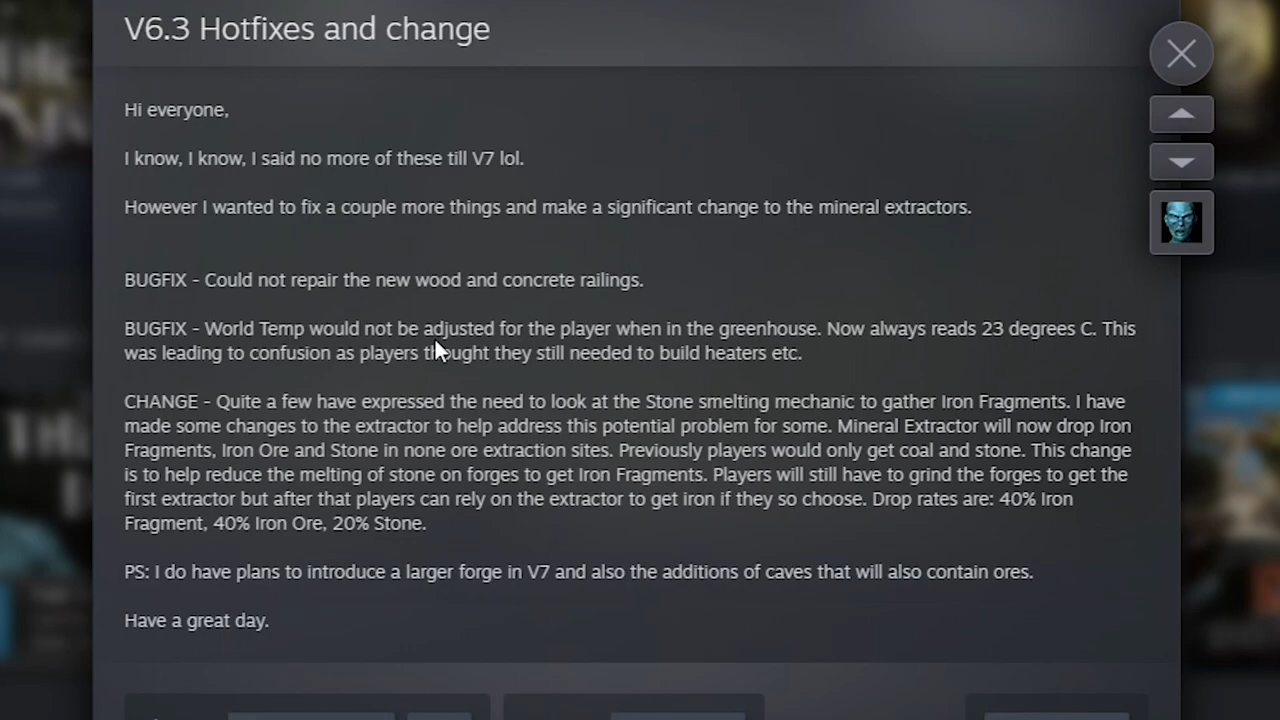 V6.3 Hotfixes and change
Hi everyone,
I know, I know, I said no more of these till V7 lol.
However I wanted to fix a couple more things and make a significant change to the mineral extractors.
BUGFIX - Could not repair the new wood and concrete railings.
BUGFIX - World Temp would not be adjusted for the player when in the greenhouse. Now always reads 23 degrees C. This
was leading to confusion as players thought they still needed to build heaters etc.
CHANGE - Quite a few have expressed the need to look at the Stone smelting mechanic to gather Iron Fragments. I have
made some changes to the extractor to help address this potential problem for some. Mineral Extractor will now drop Iron
Fragments, Iron Ore and Stone in none ore extraction sites. Previously players would only get coal and stone. This change
is to help reduce the melting of stone on forges to get Iron Fragments. Players will still have to grind the forges to get the
first extractor but after that players can rely on the extractor to get iron if they so choose. Drop rates are: 40% Iron
Fragment, 40% Iron Ore, 20% Stone.
PS: I do have plans to introduce a larger forge in V7 and also the additions of caves that will also contain ores.
Have a great day.